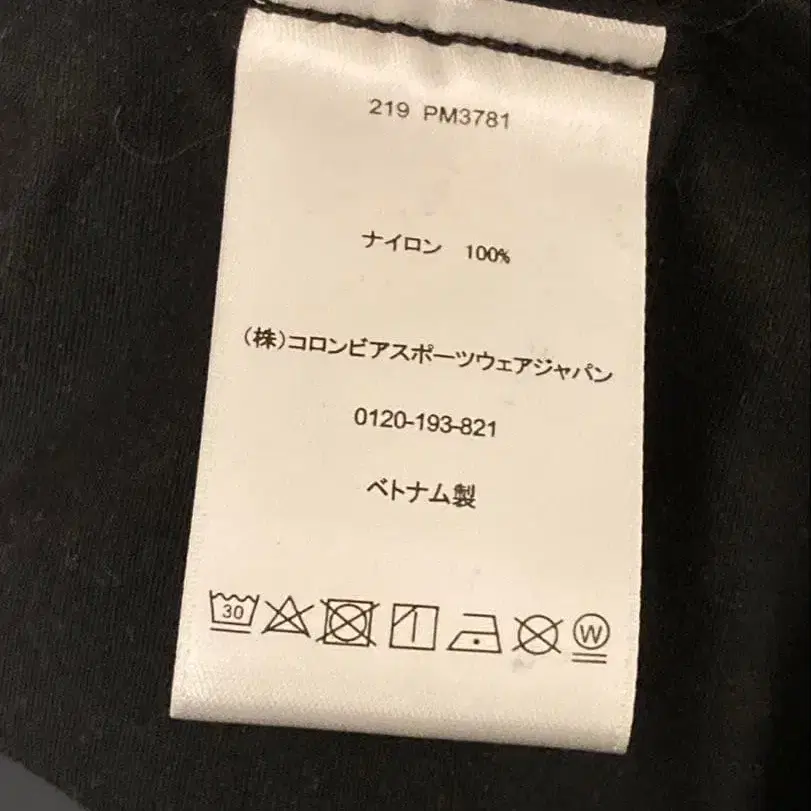 219 PM3781
ナイロン 100%
(株)コロンビアスポーツウェアジャパン
0120-193-821
ベトナム製
30 W